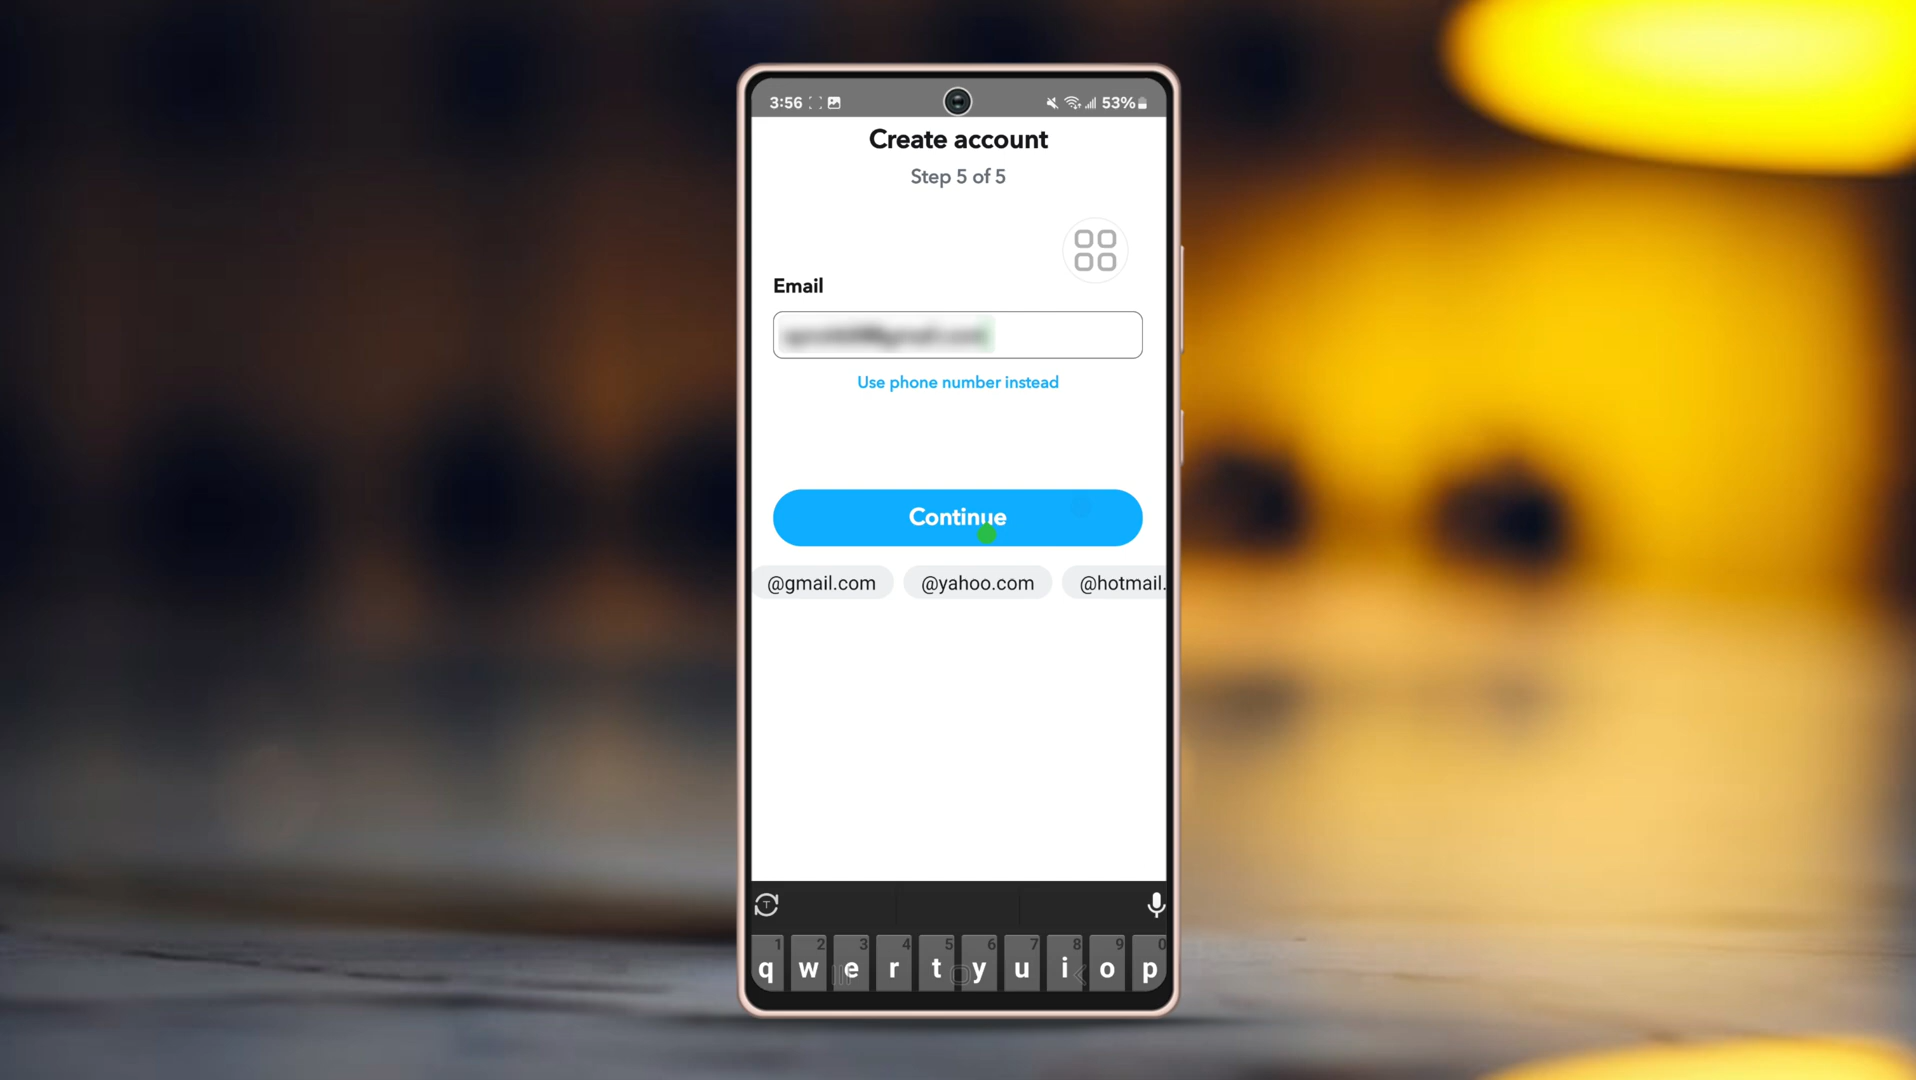 3:56 53%
Create account
Step 5 of 5
Email
Use phone number instead
Continue
@gmail.com @yahoo.com @hotmail.
1 2 3 4 5 6 7 8 9 0
q w e r t y u i o p